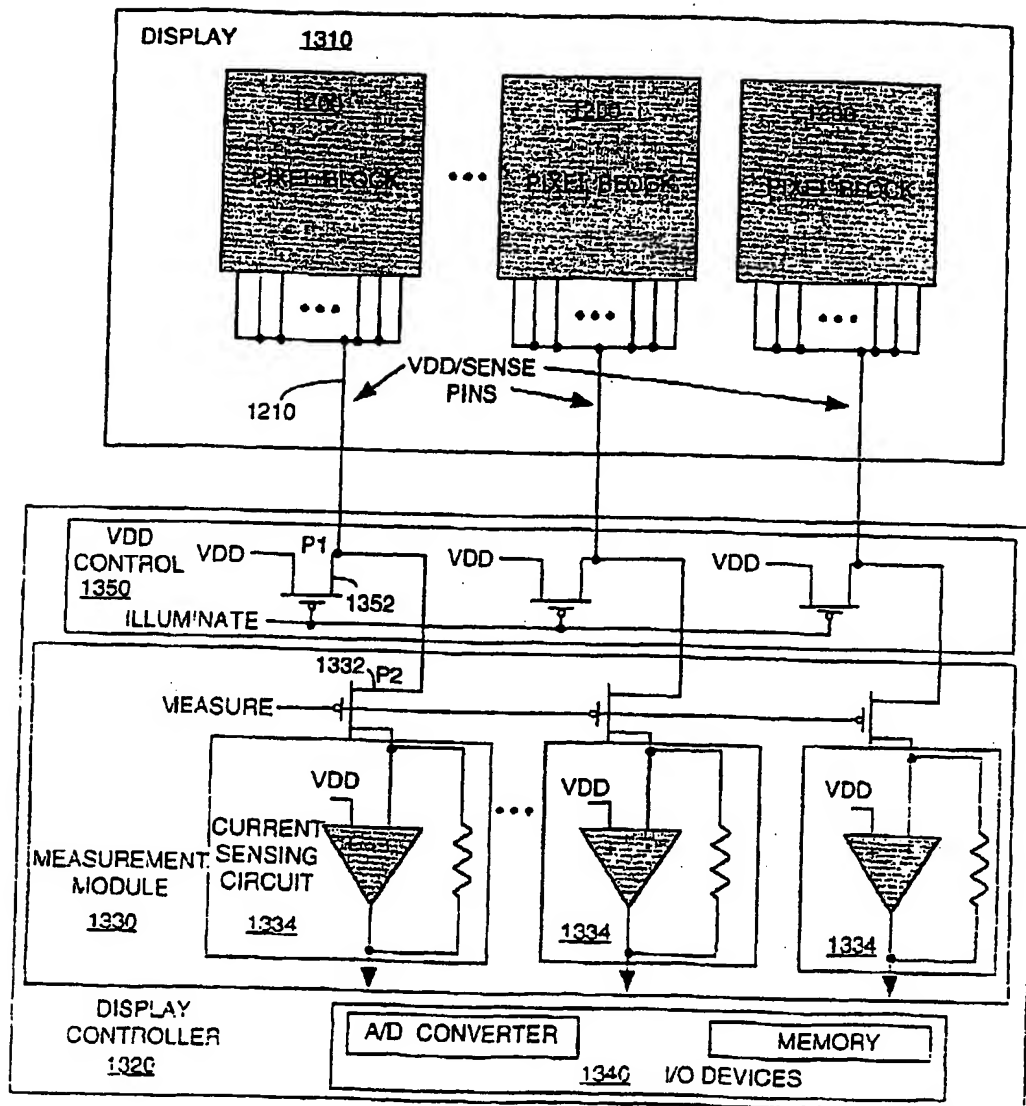 DISPLAY 1310
1200 1200 1200
PIXEL BLOCK PIXEL BLOCK PIXEL BLOCK
VDD/SENSE
PINS
1210
VDD
CONTROL
1350
VDD P1 VDD VDD
1352
ILLUMINATE
1332 P2
MEASURE
VDD VDD VDD
CURRENT
SENSING
CIRCUIT
1334 1334 1334
MEASUREMENT
MODULE
1330
DISPLAY
CONTROLLER
1320
A/D CONVERTER MEMORY
1340 I/O DEVICES